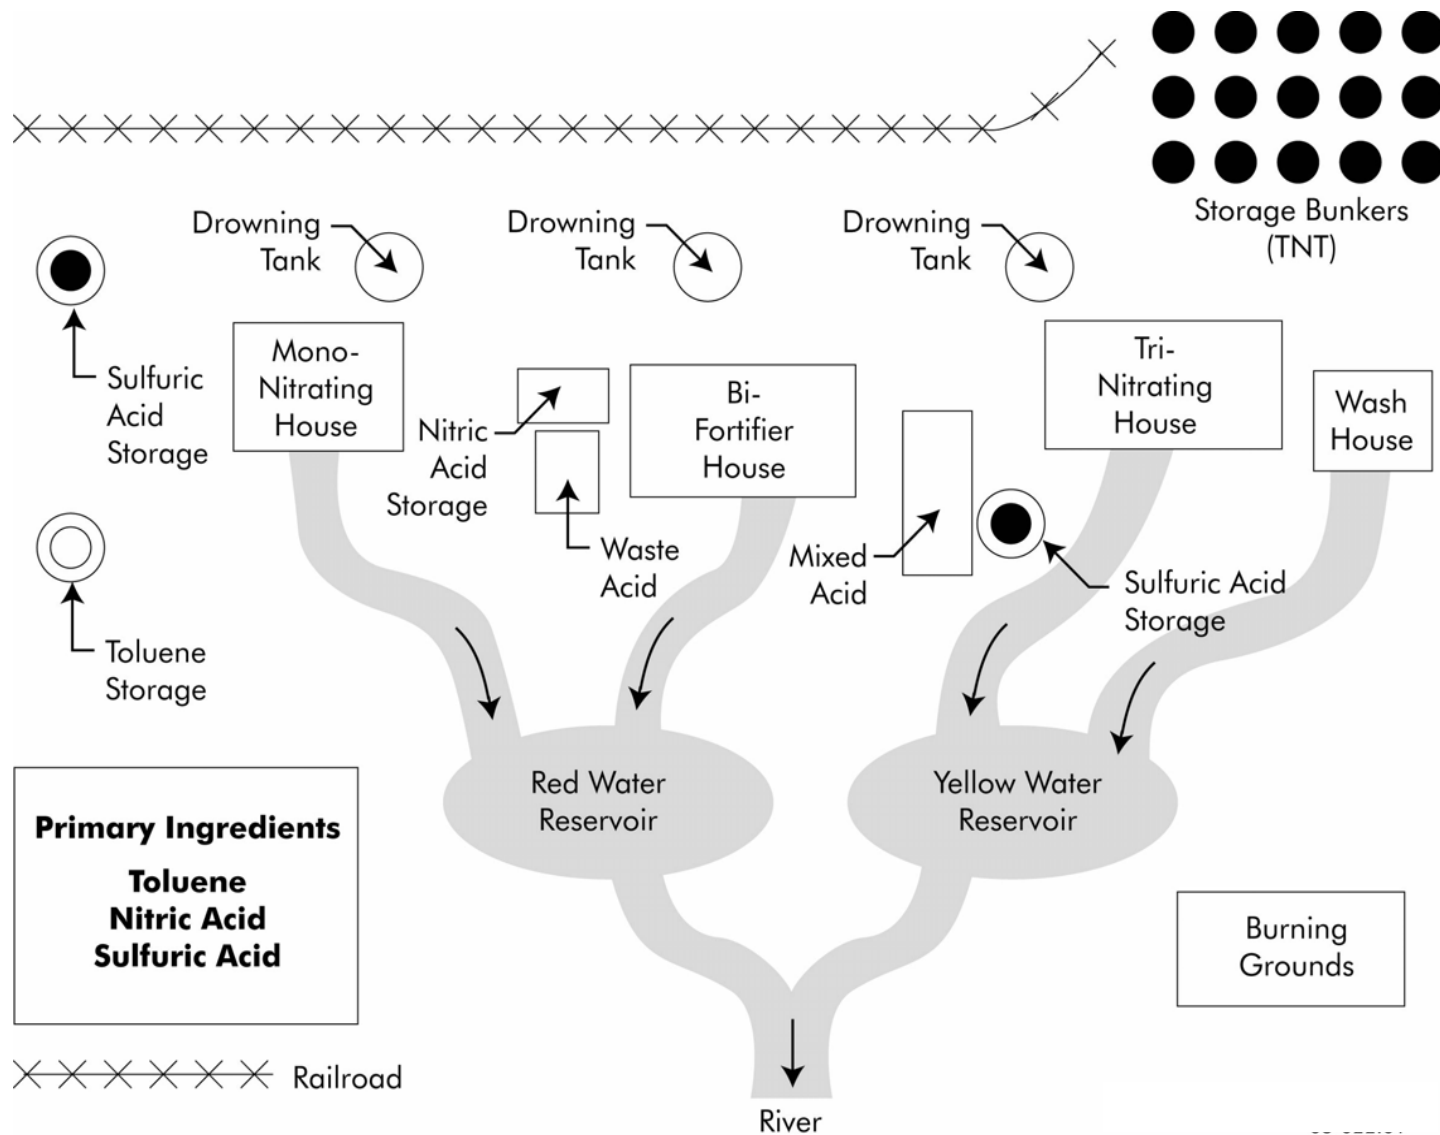 Storage Bunkers
(TNT)
Drowning
Tank
Drowning
Tank
Drowning
Tank
Sulfuric
Acid
Storage
Mono-
Nitrating
House
Nitric
Acid
Storage
Bi-
Fortifier
House
Tri-
Nitrating
House
Wash
House
Waste
Acid
Mixed
Acid
Sulfuric Acid
Storage
Toluene
Storage
Red Water
Reservoir
Yellow Water
Reservoir
Primary Ingredients
Toluene
Nitric Acid
Sulfuric Acid
Burning
Grounds
Railroad
River